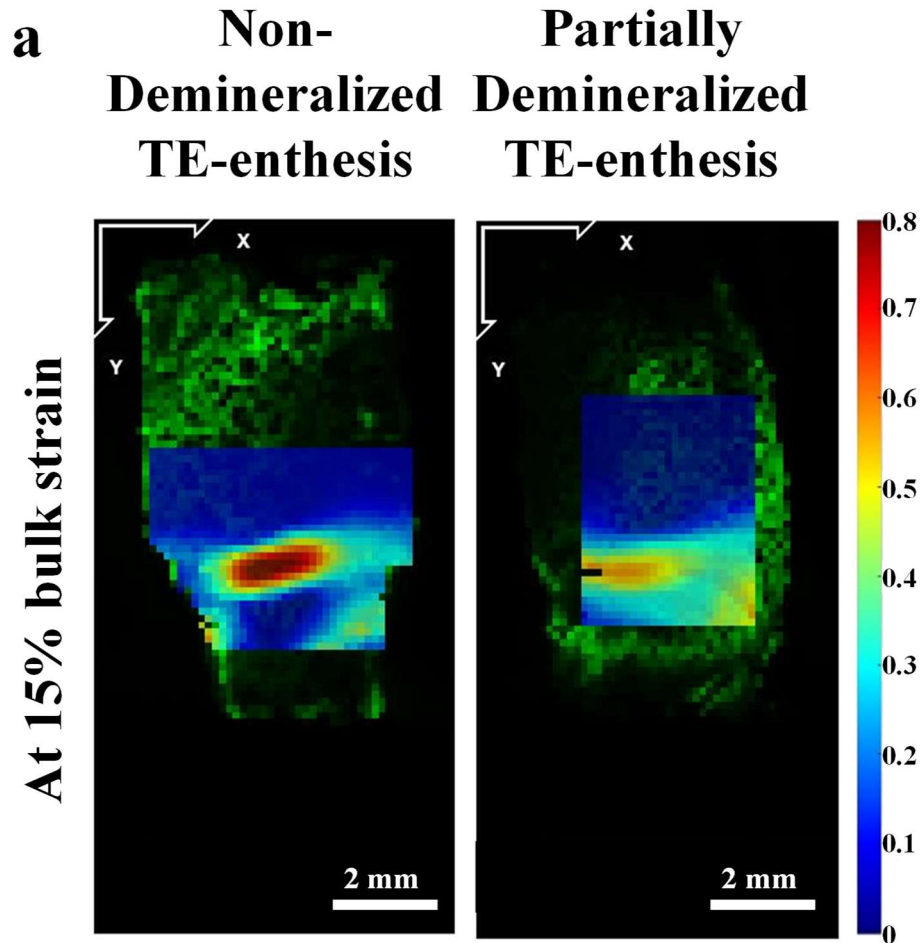 a
Non-
Demineralized
TE-enthesis
Partially
Demineralized
TE-enthesis
At 15% bulk strain
X
Y
2 mm
X
Y
2 mm
0.8
0.7
0.6
0.5
0.4
0.3
0.2
0.1
0